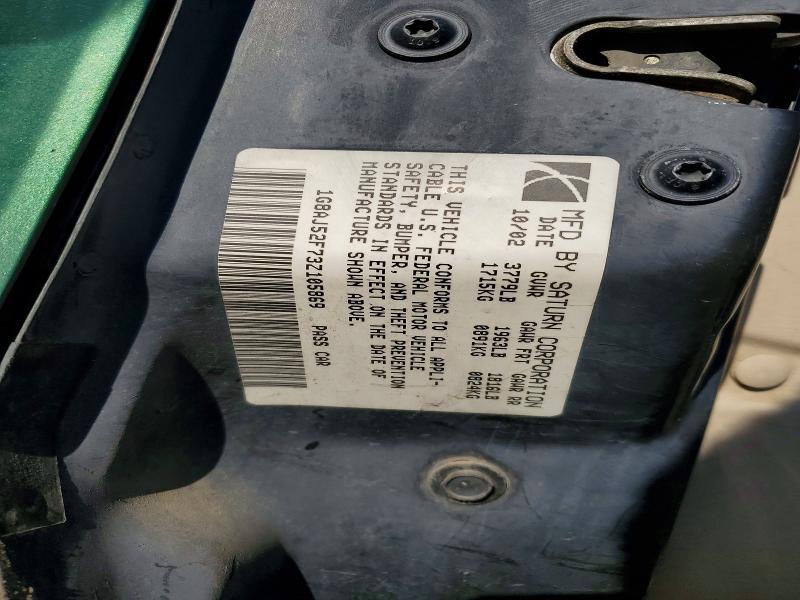 MFD BY SATURN CORPORATION
DATE GVWR GAWR FRT GAWR RR
10/02 3779LB 1963LB 1816LB
1715KG 0891KG 0824KG
THIS VEHICLE CONFORMS TO ALL APPLI-
CABLE U.S. FEDERAL MOTOR VEHICLE
SAFETY, BUMPER, AND THEFT PREVENTION
STANDARDS IN EFFECT ON THE DATE OF
MANUFACTURE SHOWN ABOVE.
1G8AJ52F73Z105969 PASS CAR